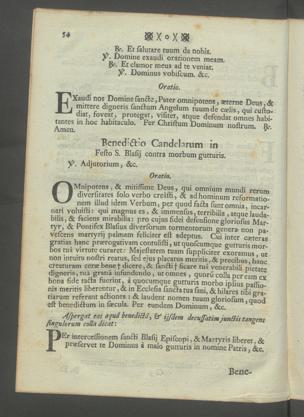 54
℟. Et salutare tuum da nobis.
℣. Domine exaudi orationem meam.
℟. Et clamor meus ad te veniat.
℣. Dominus vobiscum. &c.
Oratio.
EXaudi nos Domine sancte, Pater omnipotens, æterne Deus, &
mittere digneris sanctum Angelum tuum de cœlis, qui custo-
diat, foveat, protegat, visitet, atque defendat omnes habi-
tantes in hoc habitaculo. Per Christum Dominum nostrum. ℟.
Amen.
Benedictio Candelarum in
Festo S. Blasij contra morbum gutturis.
℣. Adjutorium, &c.
Oratio.
OMnipotens, & mitissime Deus, qui omnium mundi rerum
diversitates solo verbo creasti, & ad hominum reformatio-
nem illud idem Verbum, per quod facta sunt omnia, incar-
nari voluisti: qui magnus es, & immensus, terribilis, atque lauda-
bilis, & faciens mirabilia: pro cujus fidei defensione gloriosus Mar-
tyr, & Pontifex Blasius diversorum tormentorum genera non pa-
vescens martyrij palmam feliciter est adeptus. Cui inter cæteras
gratias hanc prærogativam contulisti, ut quoscumque gutturis mor-
bos tua virtute curaret: Majestatem tuam suppliciter exoramus, ut
non intuitu nostri reatus, sed ejus placatus meritis, & precibus, hanc
creaturam ceræ bene†dicere, & sancti†ficare tua venerabili pietate
digneris, tua gratia infundendo, ut omnes, quorum colla per eam ex
bona fide tacta fuerint, à quocumque gutturis morbo ipsius passio-
nis meritis liberentur, & in Ecclesia sancta tua sani, & hilares tibi gra-
tiarum referant actiones: & laudent nomen tuum gloriosum, quod
est benedictum in sæcula. Per eundem Dominum, &c.
Aspergat eas aquâ benedictâ, & iisdem decussatim junctis tangens
singulorum colla dicat:
PEr intercessionem sancti Blasij Episcopi, & Martyris liberet, &
præservet te Dominus à malo gutturis in nomine Patris, &c.
Bene-